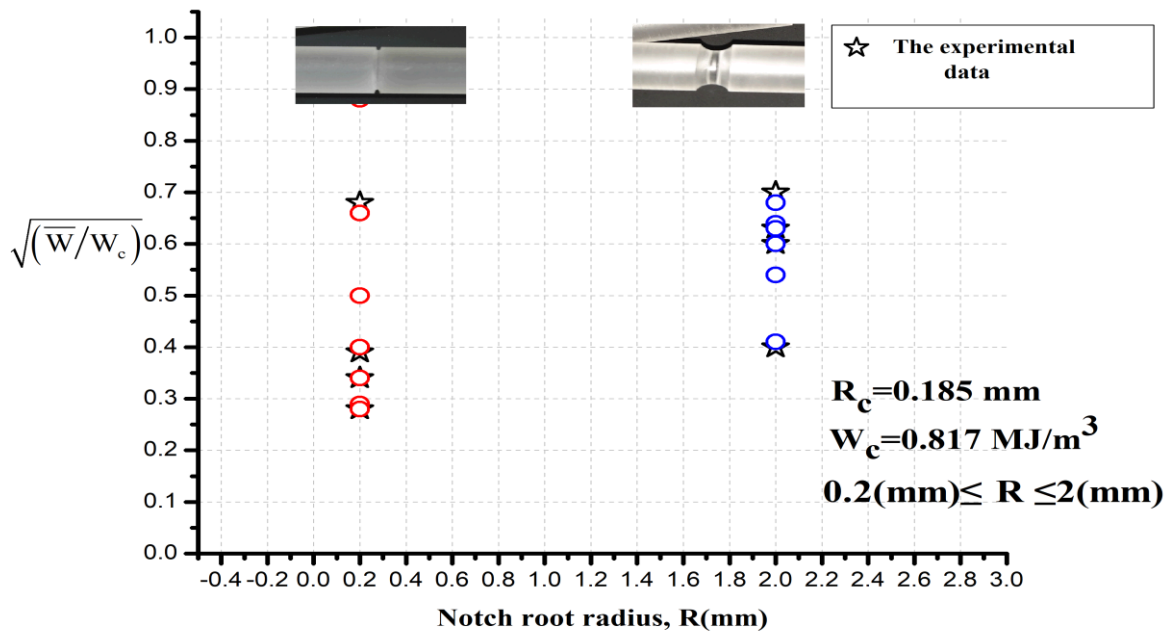 1.0
0.9
0.8
0.7
0.6
0.5
0.4
0.3
0.2
0.1
0.0
√(W̅/W_c)
☆ The experimental
data
R_c=0.185 mm
W_c=0.817 MJ/m³
0.2(mm)≤ R ≤2(mm)
-0.4 -0.2 0.0 0.2 0.4 0.6 0.8 1.0 1.2 1.4 1.6 1.8 2.0 2.2 2.4 2.6 2.8 3.0
Notch root radius, R(mm)